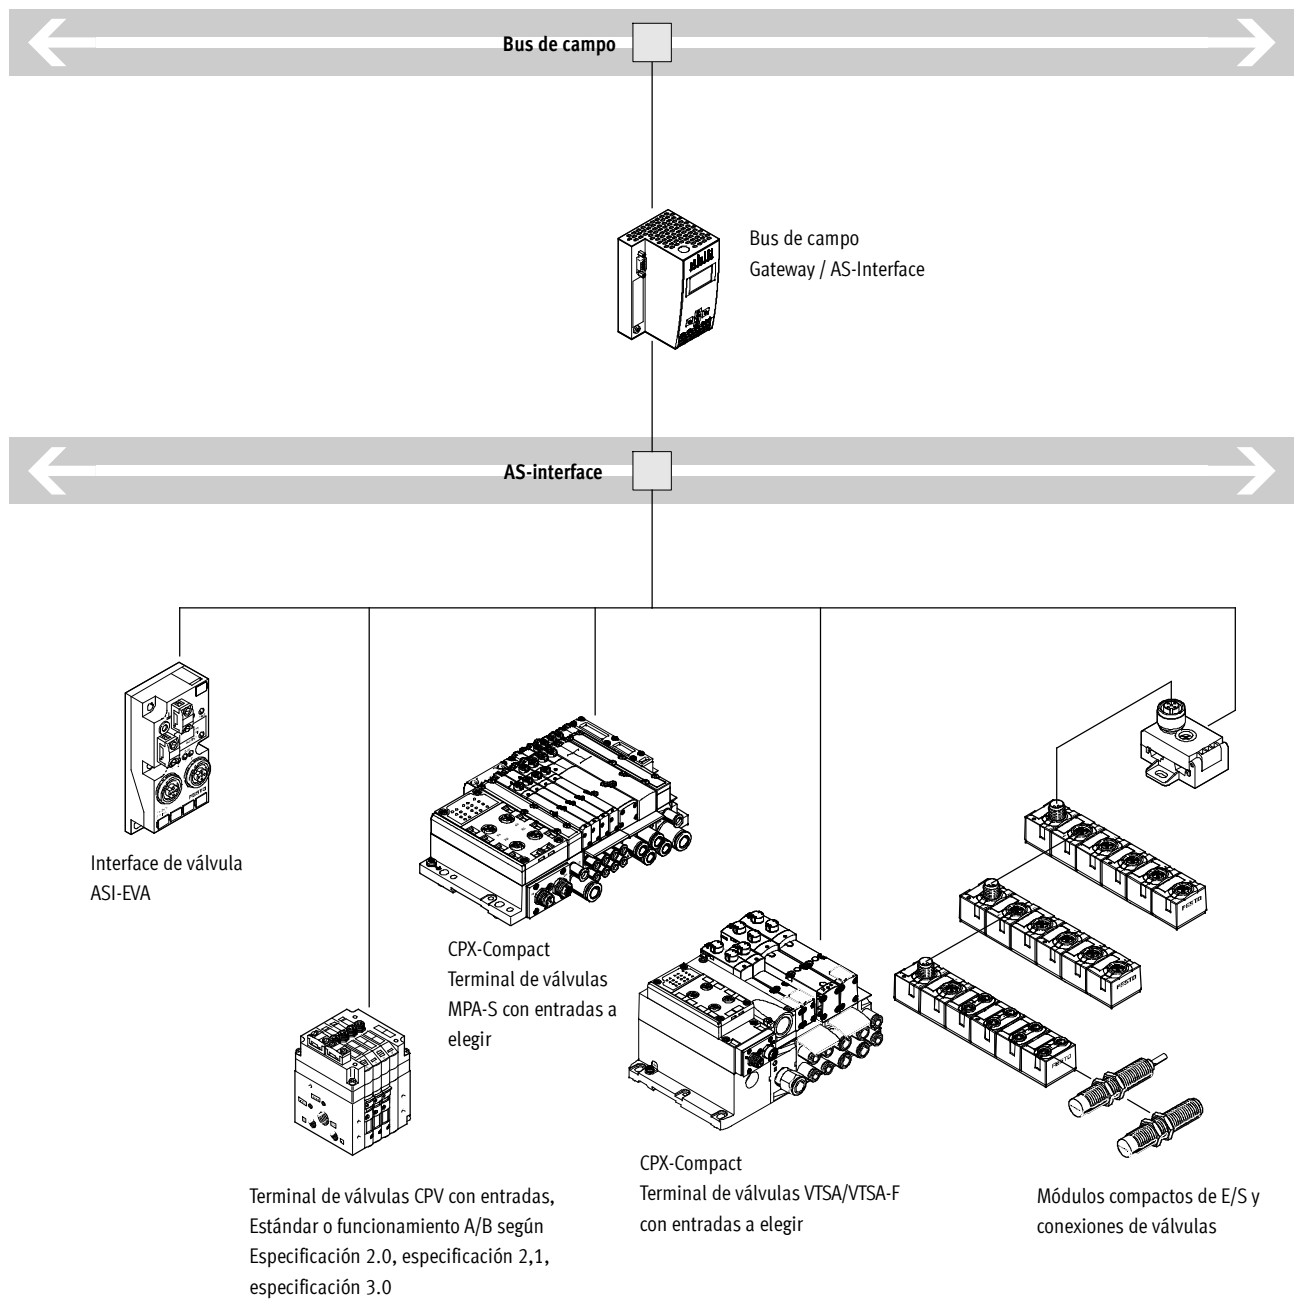 Bus de campo
Bus de campo
Gateway / AS-Interface
AS-interface
Interface de válvula
ASI-EVA
CPX-Compact
Terminal de válvulas
MPA-S con entradas a
elegir
FESTO
FESTO
FESTO
Terminal de válvulas CPV con entradas,
Estándar o funcionamiento A/B según
Especificación 2.0, especificación 2,1,
especificación 3.0
CPX-Compact
Terminal de válvulas VTSA/VTSA-F
con entradas a elegir
Módulos compactos de E/S y
conexiones de válvulas